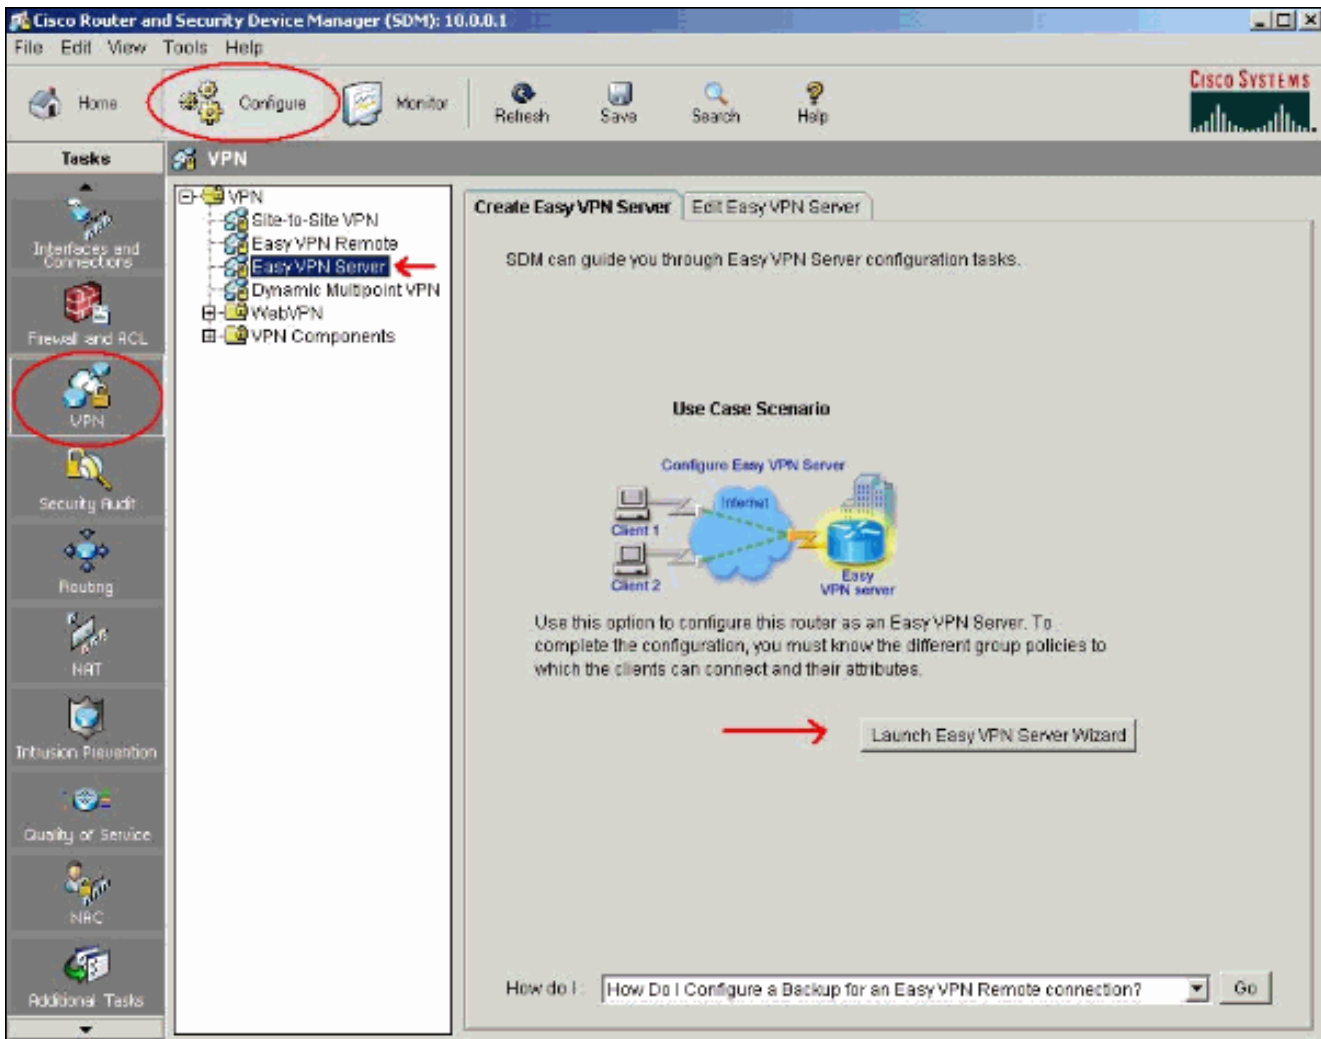 Cisco Router and Security Device Manager (SDM): 10.0.0.1
File Edit View Tools Help
Home Configure Monitor Refresh Save Search Help
CISCO SYSTEMS
Tasks
VPN
Interfaces and Connections
Firewall and ACL
VPN
Security Audit
Routing
NAT
Intrusion Prevention
Quality of Service
NAC
Additional Tasks
VPN
Site-to-Site VPN
Easy VPN Remote
Easy VPN Server
Dynamic Multipoint VPN
WebVPN
VPN Components
Create Easy VPN Server Edit Easy VPN Server
SDM can guide you through Easy VPN Server configuration tasks.
Use Case Scenario
Configure Easy VPN Server
Internet
Client 1
Client 2
Easy
VPN server
Use this option to configure this router as an Easy VPN Server. To
complete the configuration, you must know the different group policies to
which the clients can connect and their attributes.
Launch Easy VPN Server Wizard
How do I: How Do I Configure a Backup for an Easy VPN Remote connection? Go